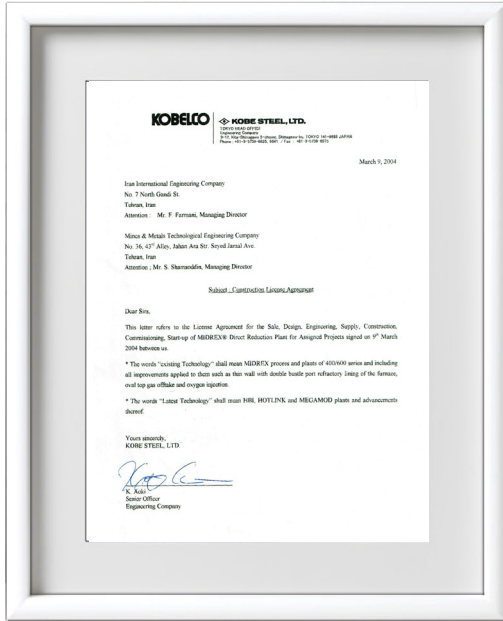 KOBELCO
KOBE STEEL, LTD.
TOKYO HEAD OFFICE
Engineering Company
March 9, 2004
Iran International Engineering Company
No. 7 North Gandi St.
Tehran, Iran
Attention : Mr. F. Farmani, Managing Director
Mines & Metals Technological Engineering Company
No. 36, 43rd Alley, Jahan Ara Str. Seyed Jamal Ave.
Tehran, Iran
Attention ; Mr. S. Shamseddin, Managing Director
Subject : Construction License Agreement
Dear Sirs,
This letter refers to the License Agreement for the Sale, Design, Engineering, Supply, Construction,
Commissioning, Start-up of MIDREX® Direct Reduction Plant for Assigned Projects signed on 9th March
2004 between us.
* The words "existing Technology" shall mean MIDREX process and plants of 400/600 series and including
all improvements applied to them such as thin wall with double bustle port refractory lining of the furnace,
oval top gas offtake and oxygen injection.
* The words "Latest Technology" shall mean HBI, HOTLINK and MEGAMOD plants and advancements
thereof.
Yours sincerely,
KOBE STEEL, LTD.
K. Aoki
Senior Officer
Engineering Company